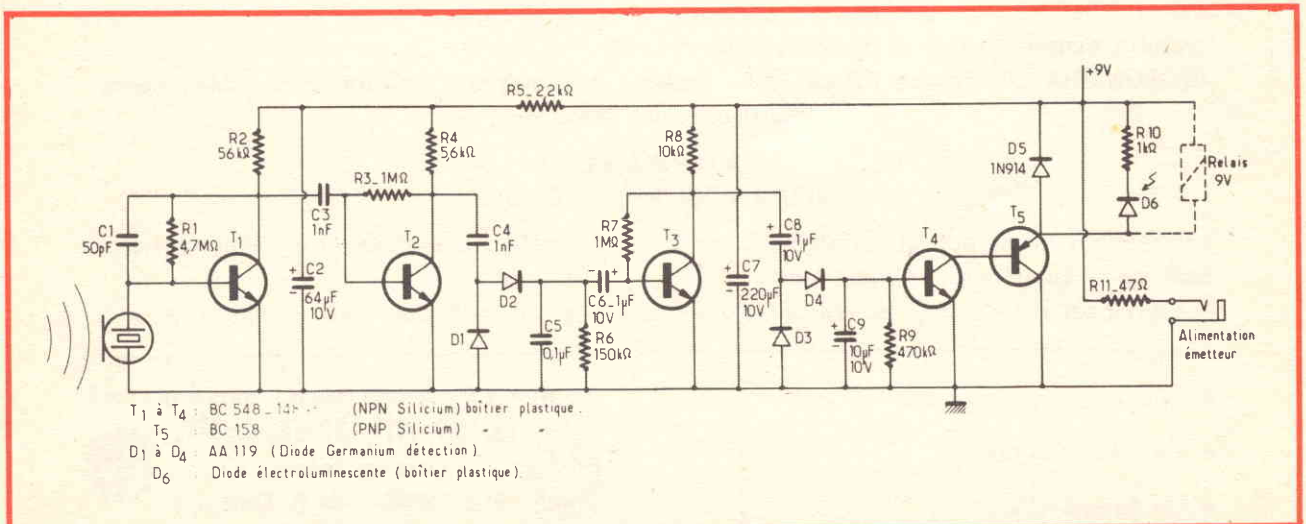 R5_2,2kΩ
+9V
R2
56kΩ
R4
5,6kΩ
R8
10kΩ
D5
1N914
R10
1kΩ
Relais
9V
R3_1MΩ
C3
1nF
C1
50pF
R1
4,7MΩ
T1
C2
+
-
64µF
10V
T2
C4
1nF
D2
D1
C5
0,1µF
- +
C6_1µF
10V
R6
150kΩ
R7
1MΩ
T3
C8
+
1µF
10V
C7
+
-
220µF
10V
D4
D3
C9
+
-
10µF
10V
R9
470kΩ
T4
T5
D6
R11_47Ω
Alimentation
émetteur
T1 à T4 : BC 548_ (NPN Silicium) boîtier plastique.
T5 BC 158 (PNP Silicium) - -
D1 à D4 : AA 119 (Diode Germanium détection)
D6 : Diode électroluminescente (boîtier plastique).